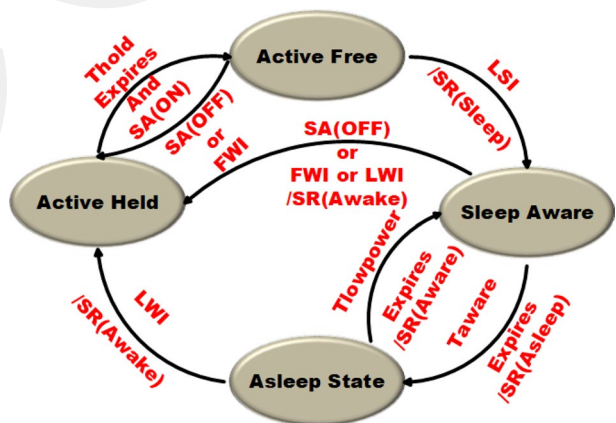 Active Free
Thold
Expires
And
SA(ON)
SA(OFF)
or
FWI
LSI
/SR(Sleep)
SA(OFF)
or
FWI or LWI
/SR(Awake)
Active Held
Sleep Aware
Tlowpower
Expires
/SR(Aware)
Taware
Expires
/SR(Asleep)
LWI
/SR(Awake)
Asleep State